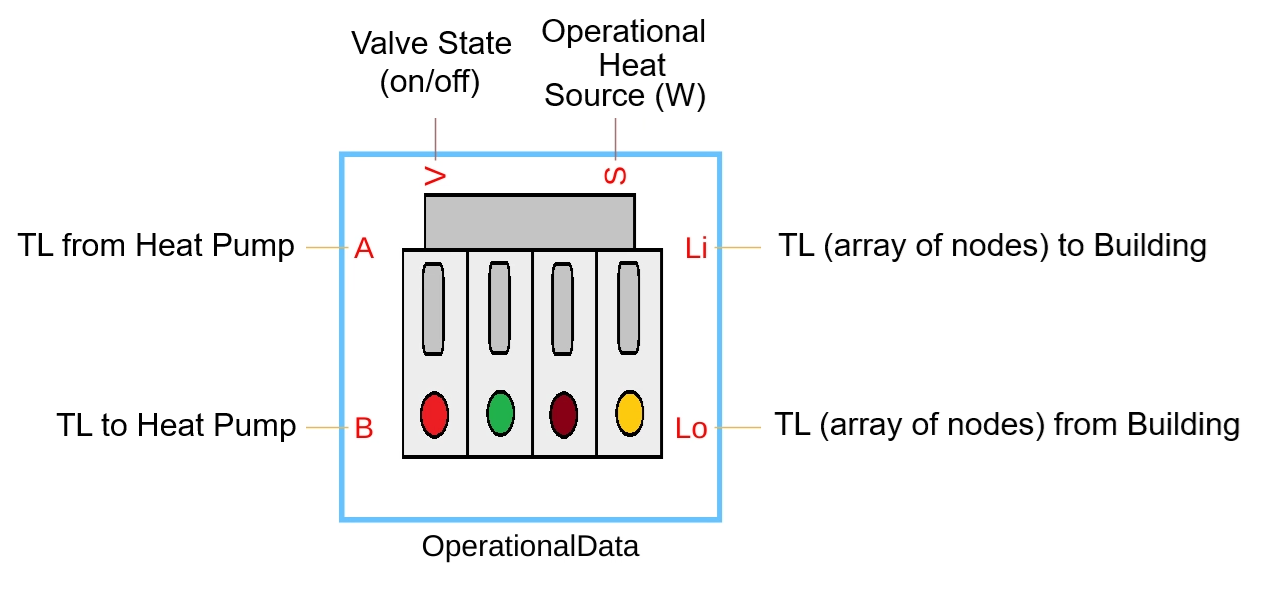 Valve State
(on/off)
Operational
Heat
Source (W)
V
S
TL from Heat Pump
A
Li
TL (array of nodes) to Building
TL to Heat Pump
B
Lo
TL (array of nodes) from Building
OperationalData